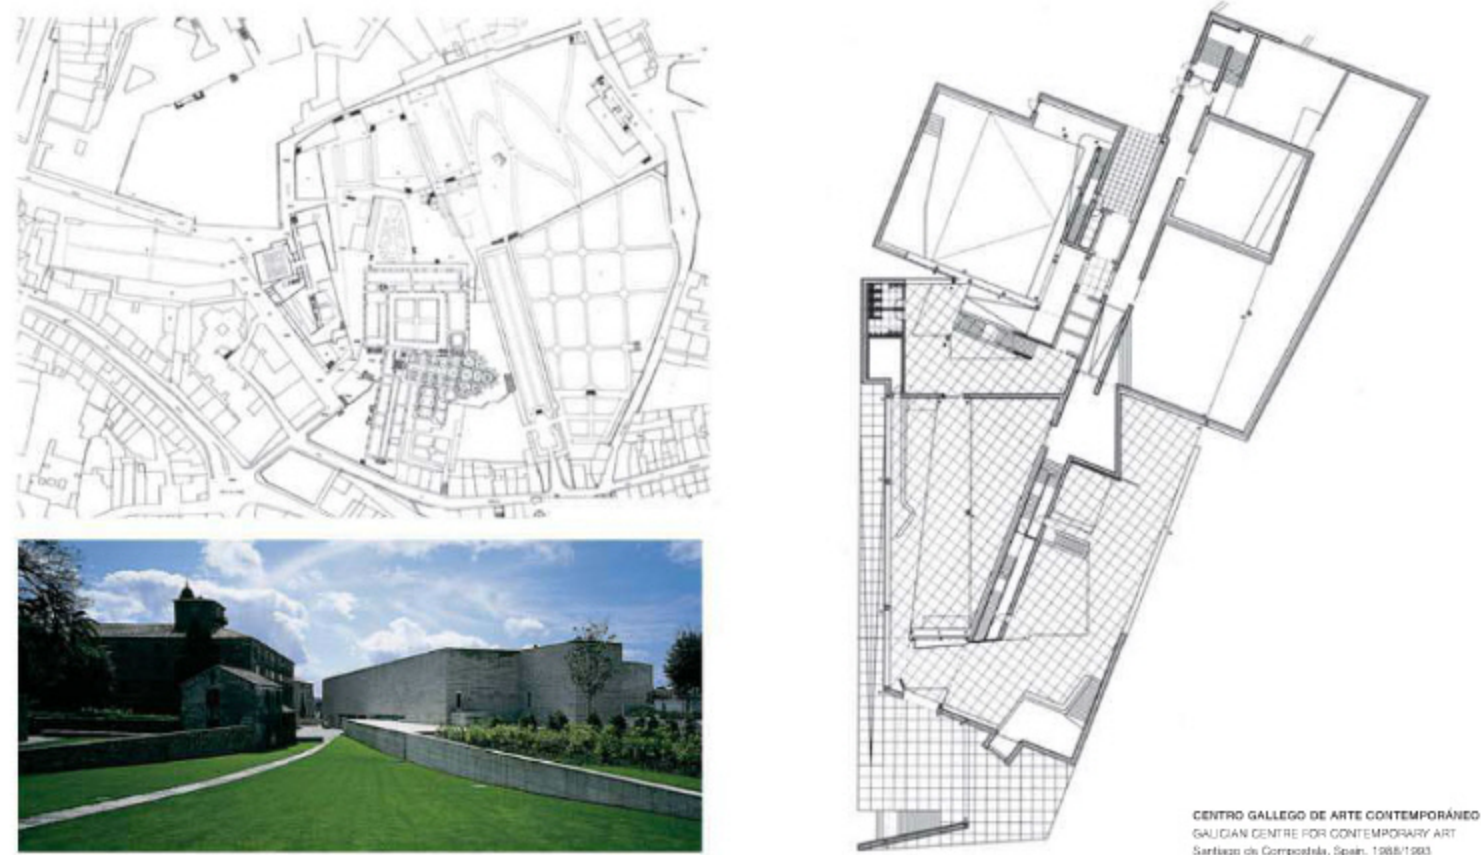 CENTRO GALLEGO DE ARTE CONTEMPORÁNEO
GALICIAN CENTRE FOR CONTEMPORARY ART
Santiago de Compostela, Spain, 1988/1993